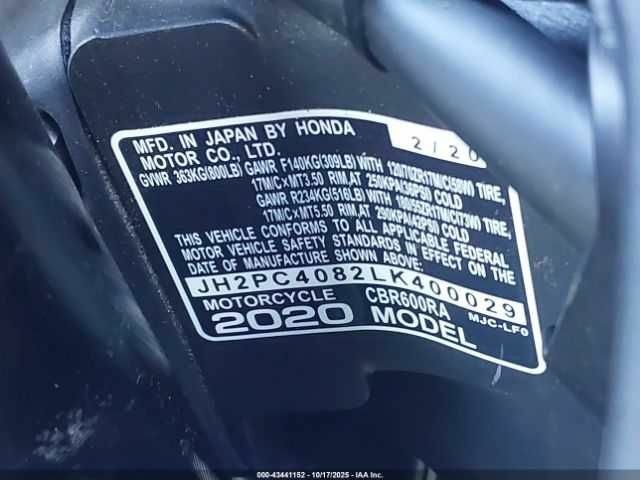 MFD. IN JAPAN BY HONDA 2/20
MOTOR CO., LTD.
GVWR 363KG(800LB) GAWR F140KG(309LB) WITH 120/70ZR17M/C(58W) TIRE,
17M/C×MT3.50 RIM,AT 250KPA(36PSI) COLD
GAWR R234KG(516LB) WITH 180/55ZR17M/C(73W) TIRE,
17M/C×MT5.50 RIM,AT 290KPA(42PSI) COLD
THIS VEHICLE CONFORMS TO ALL APPLICABLE FEDERAL
MOTOR VEHICLE SAFETY STANDARDS IN EFFECT ON THE
DATE OF MANUFACTURE SHOWN ABOVE.
JH2PC4082LK400029
MOTORCYCLE CBR600RA MJC-LF0
2020 MODEL
000-43441152 - 10/17/2025 - IAA Inc.